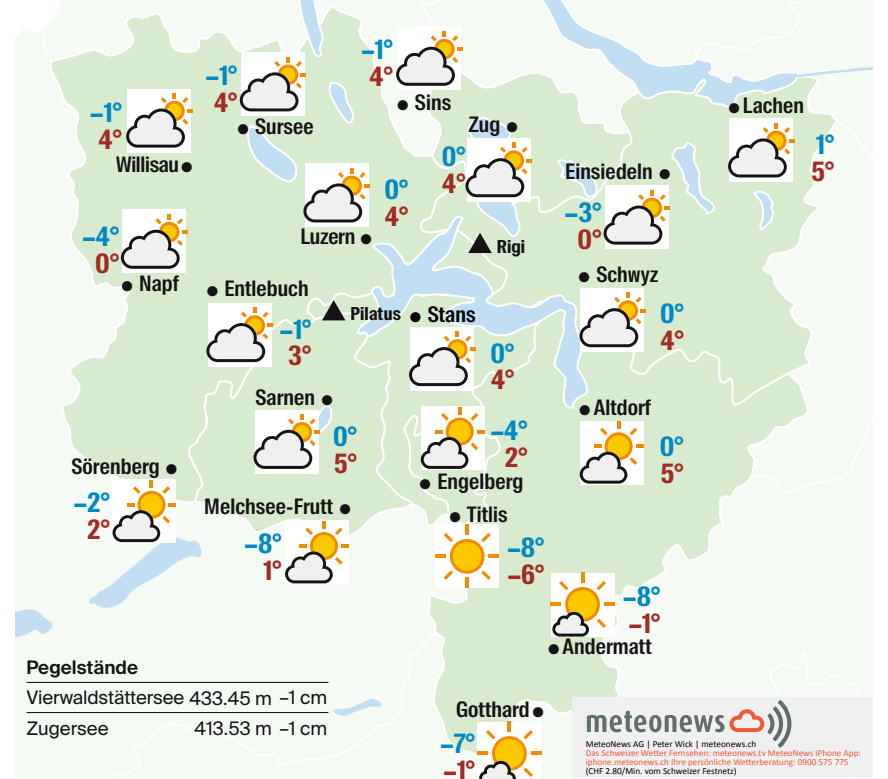 –1°
4°
Sins
–1°
4°
Sursee
–1°
4°
Willisau
Zug
0°
4°
Lachen
1°
5°
Einsiedeln
–3°
0°
0°
4°
Luzern
Rigi
–4°
0°
Napf
Entlebuch
–1°
3°
Pilatus
Stans
0°
4°
Schwyz
0°
4°
Sarnen
0°
5°
–4°
2°
Engelberg
Altdorf
0°
5°
Sörenberg
–2°
2°
Melchsee-Frutt
–8°
1°
Titlis
–8°
–6°
–8°
–1°
Andermatt
Gotthard
–7°
–1°
Pegelstände
Vierwaldstättersee 433.45 m –1 cm
Zugersee 413.53 m –1 cm
meteonews
MeteoNews AG | Peter Wick | meteonews.ch
Das Schweizer Wetter Fernsehen: meteonews.tv MeteoNews iPhone App:
iphone.meteonews.ch Ihre persönliche Wetterberatung: 0900 575 775
(CHF 2.80/Min. vom Schweizer Festnetz)